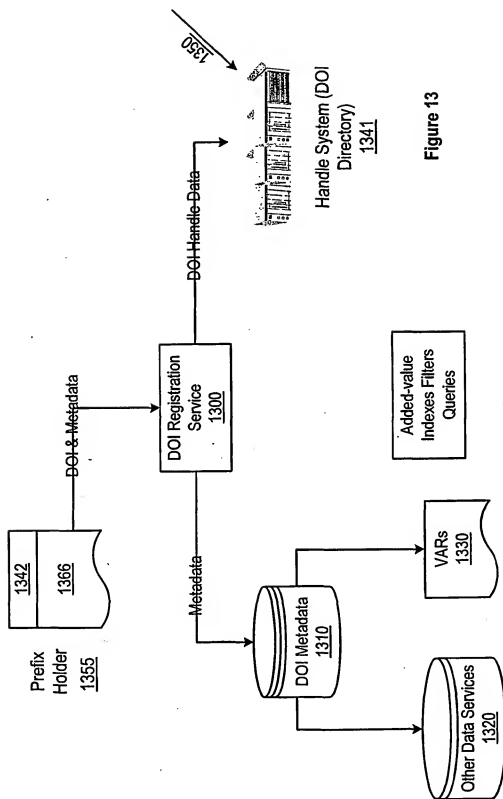 1342
1366
Prefix
Holder
1355
DOI & Metadata
DOI Registration
Service
1300
DOI Handle Data
1350
Handle System (DOI
Directory)
1341
Metadata
DOI Metadata
1310
Other Data Services
1320
VARs
1330
Added-value
Indexes Filters
Queries
Figure 13